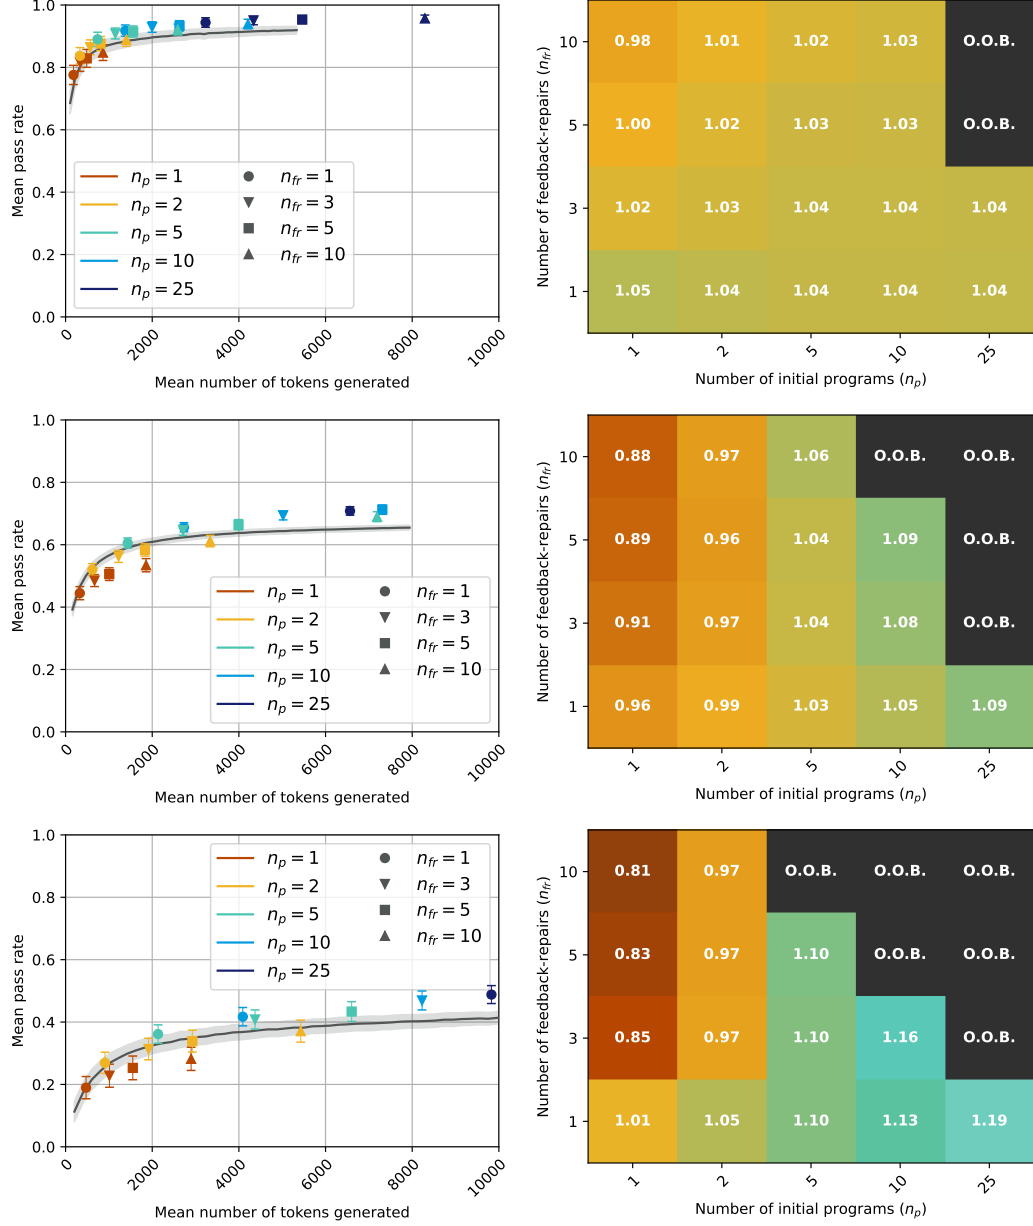 1.0
0.8
0.6
0.4
0.2
0.0
Mean pass rate
n_p = 1
n_p = 2
n_p = 5
n_p = 10
n_p = 25
n_fr = 1
n_fr = 3
n_fr = 5
n_fr = 10
0
2000
4000
6000
8000
10000
Mean number of tokens generated
Number of feedback-repairs (n_fr)
10 0.98 1.01 1.02 1.03 O.O.B.
5 1.00 1.02 1.03 1.03 O.O.B.
3 1.02 1.03 1.04 1.04 1.04
1 1.05 1.04 1.04 1.04 1.04
1 2 5 10 25
Number of initial programs (n_p)
1.0
0.8
0.6
0.4
0.2
0.0
Mean pass rate
n_p = 1
n_p = 2
n_p = 5
n_p = 10
n_p = 25
n_fr = 1
n_fr = 3
n_fr = 5
n_fr = 10
0
2000
4000
6000
8000
10000
Mean number of tokens generated
Number of feedback-repairs (n_fr)
10 0.88 0.97 1.06 O.O.B. O.O.B.
5 0.89 0.96 1.04 1.09 O.O.B.
3 0.91 0.97 1.04 1.08 O.O.B.
1 0.96 0.99 1.03 1.05 1.09
1 2 5 10 25
Number of initial programs (n_p)
1.0
0.8
0.6
0.4
0.2
0.0
Mean pass rate
n_p = 1
n_p = 2
n_p = 5
n_p = 10
n_p = 25
n_fr = 1
n_fr = 3
n_fr = 5
n_fr = 10
0
2000
4000
6000
8000
10000
Mean number of tokens generated
Number of feedback-repairs (n_fr)
10 0.81 0.97 O.O.B. O.O.B. O.O.B.
5 0.83 0.97 1.10 O.O.B. O.O.B.
3 0.85 0.97 1.10 1.16 O.O.B.
1 1.01 1.05 1.10 1.13 1.19
1 2 5 10 25
Number of initial programs (n_p)